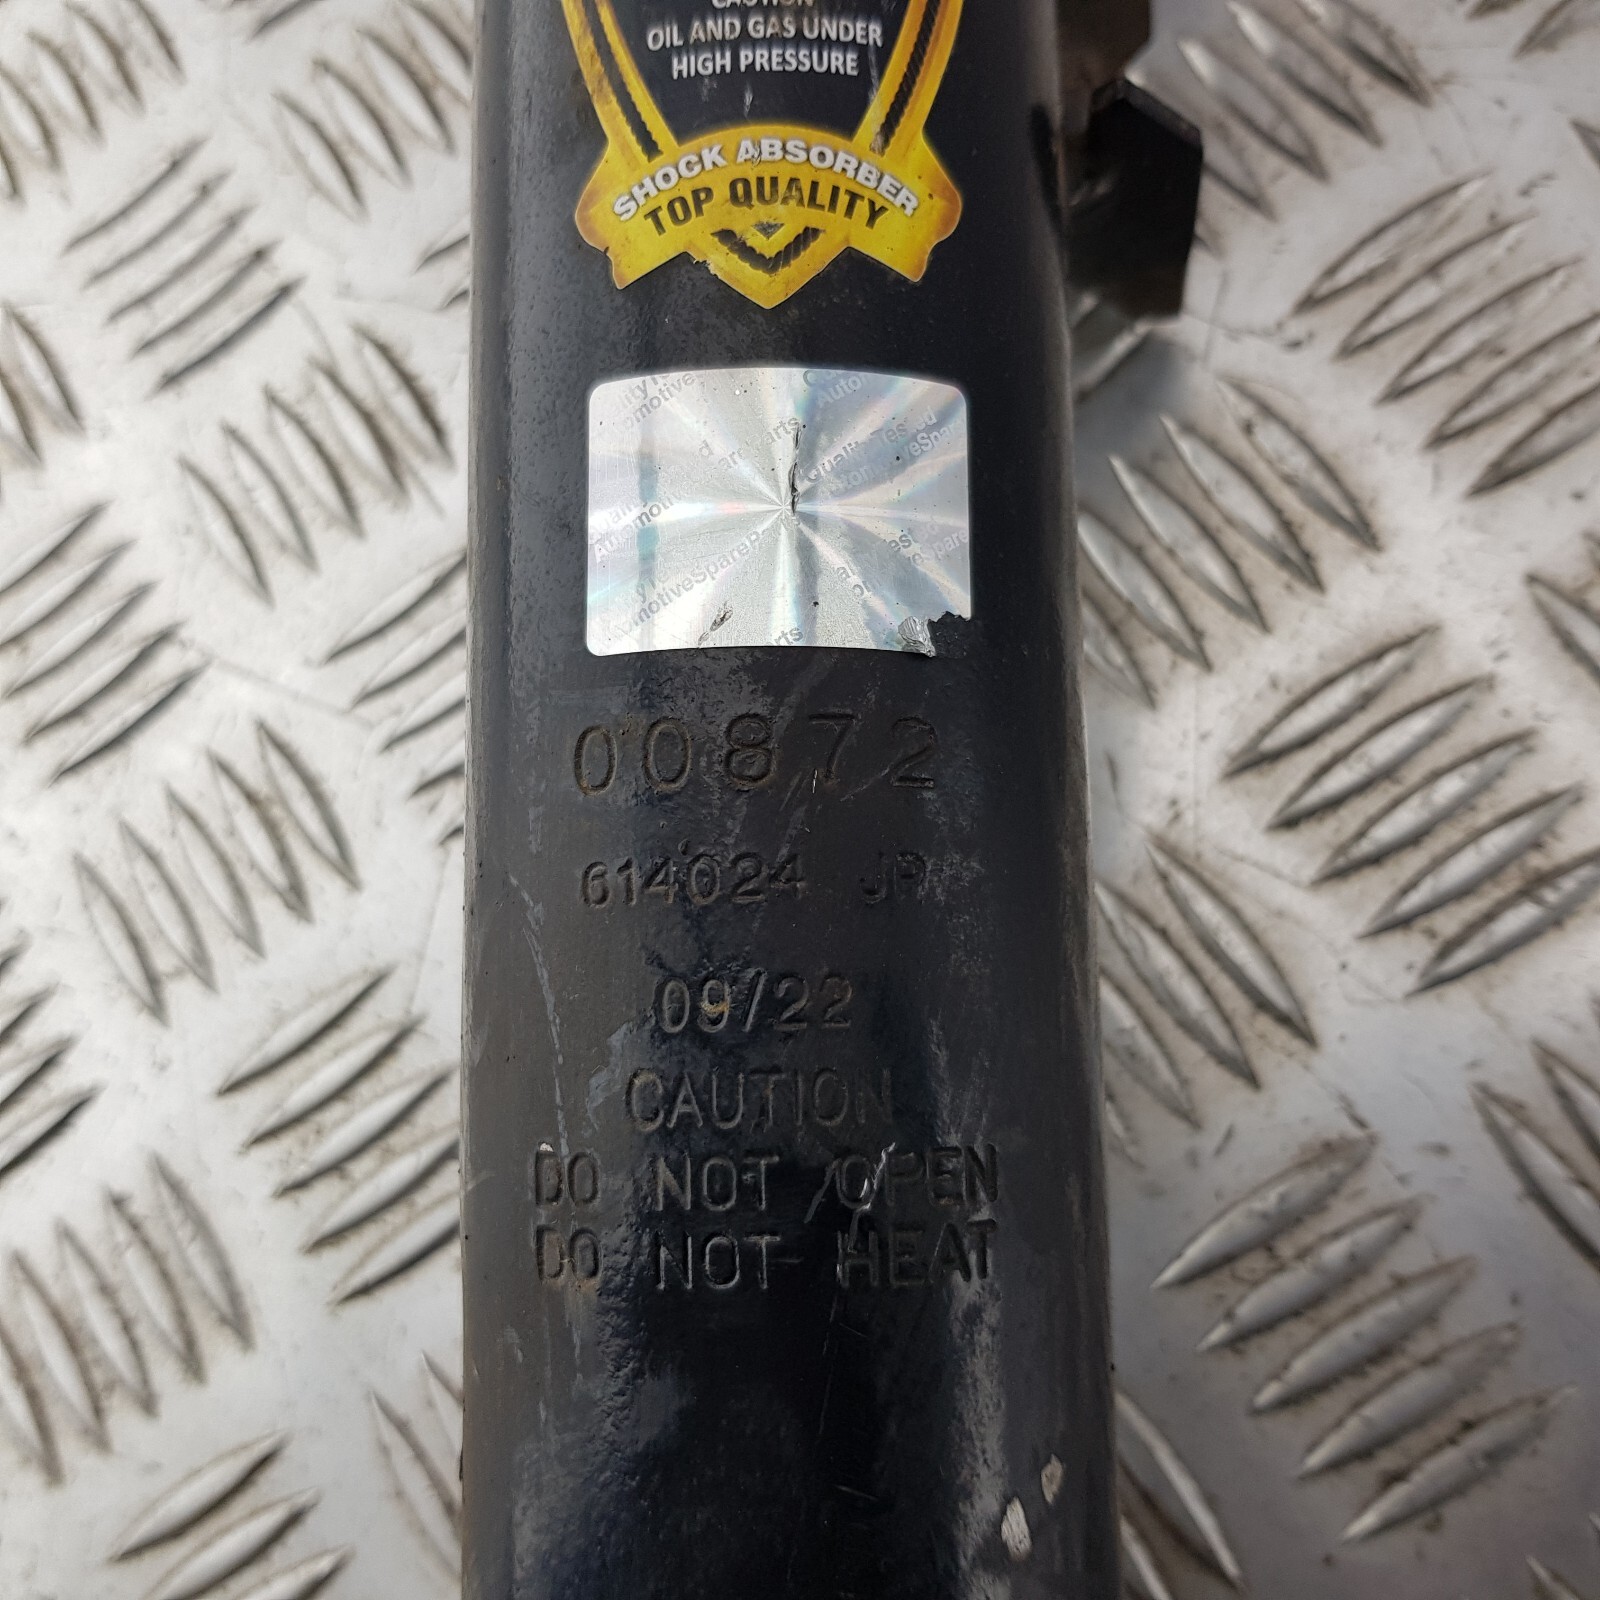 CAUTION
OIL AND GAS UNDER
HIGH PRESSURE
SHOCK ABSORBER
TOP QUALITY
00872
614024 JP
09/22
CAUTION
DO NOT OPEN
DO NOT HEAT